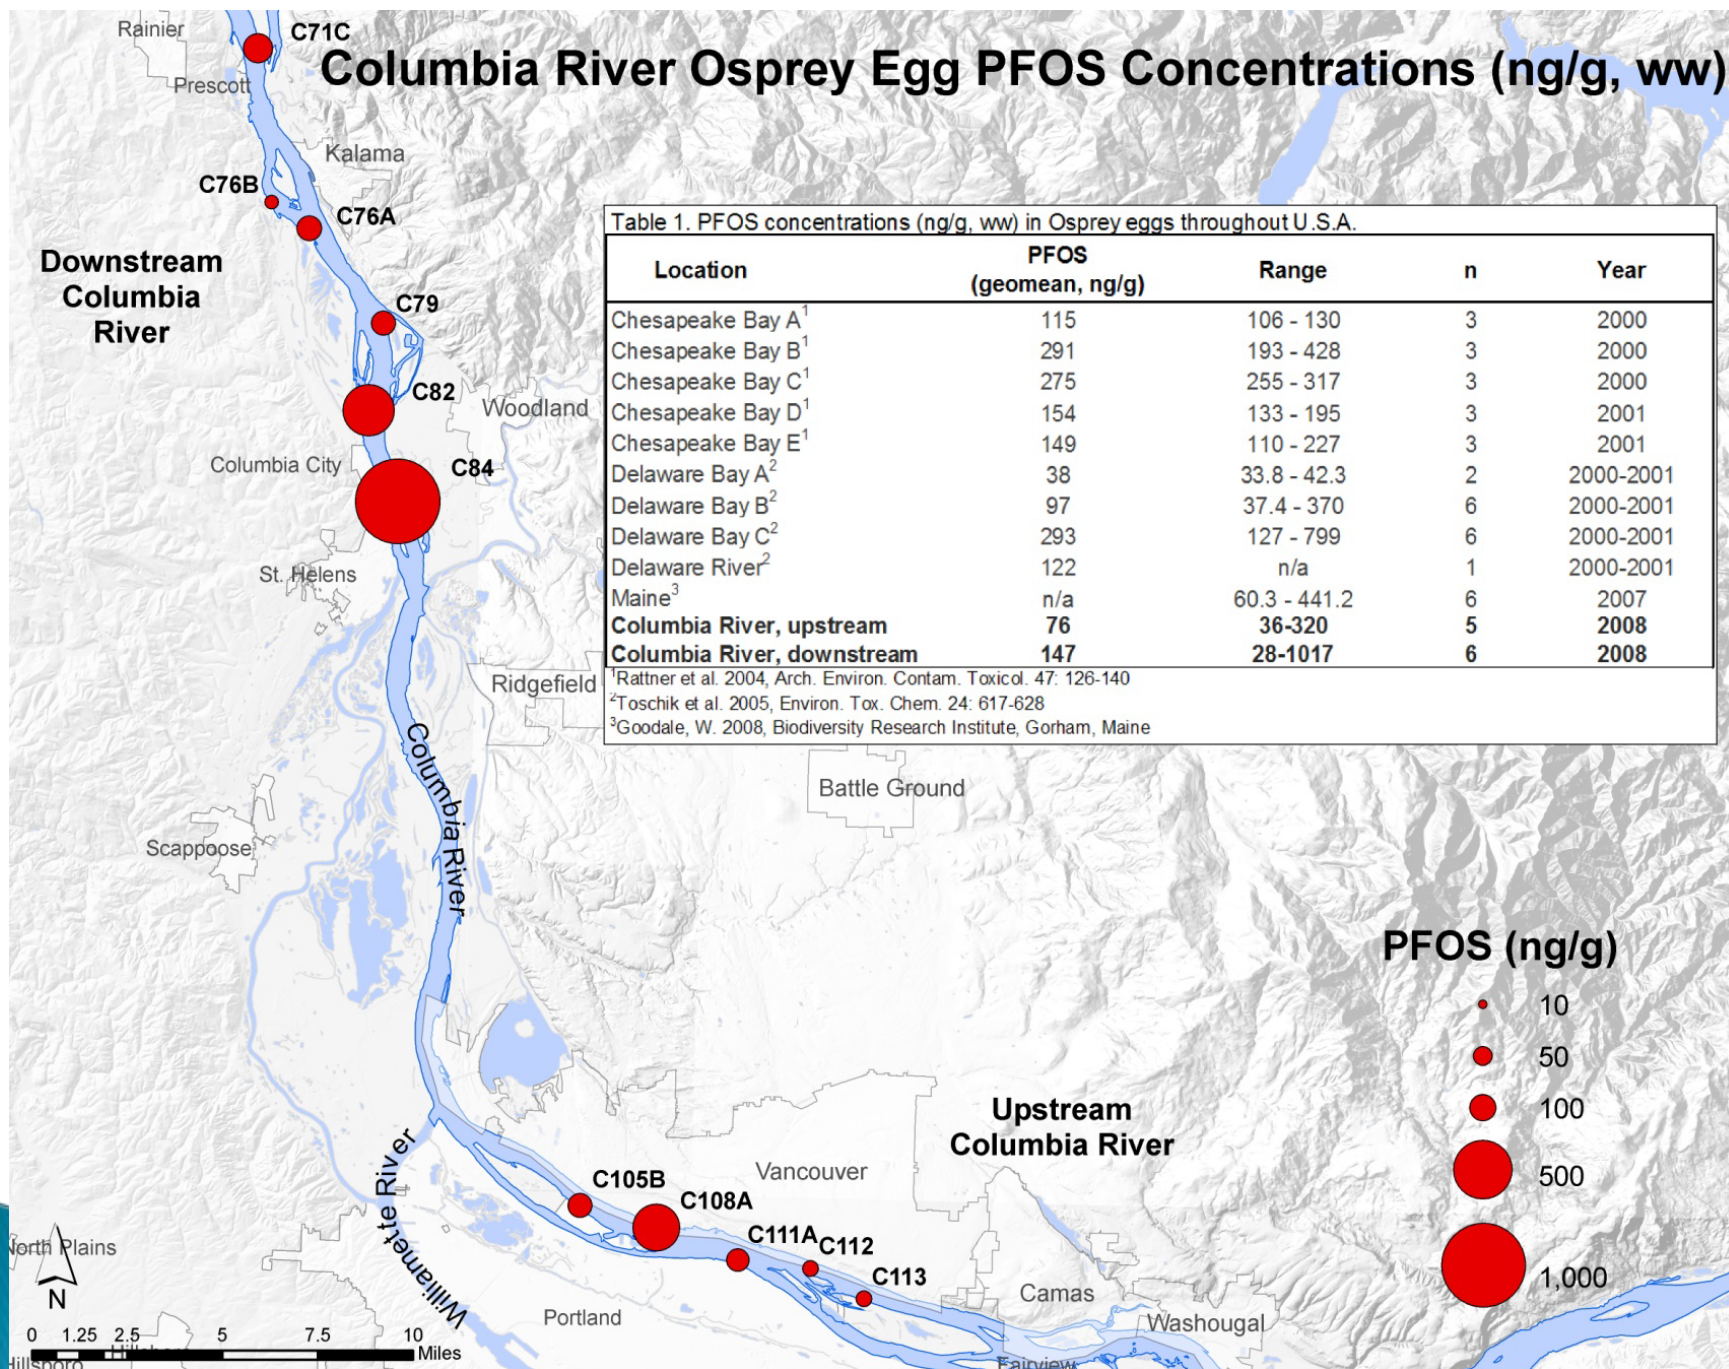 Columbia River Osprey Egg PFOS Concentrations (ng/g, ww)
Rainier
C71C
Prescott
Kalama
C76B
C76A
Downstream
Columbia
River
C79
C82
Woodland
Columbia City
C84
St. Helens
Ridgefield
Table 1. PFOS concentrations (ng/g, ww) in Osprey eggs throughout U.S.A.
Location PFOS (geomean, ng/g) Range n Year
Chesapeake Bay A1 115 106 - 130 3 2000
Chesapeake Bay B1 291 193 - 428 3 2000
Chesapeake Bay C1 275 255 - 317 3 2000
Chesapeake Bay D1 154 133 - 195 3 2001
Chesapeake Bay E1 149 110 - 227 3 2001
Delaware Bay A2 38 33.8 - 42.3 2 2000-2001
Delaware Bay B2 97 37.4 - 370 6 2000-2001
Delaware Bay C2 293 127 - 799 6 2000-2001
Delaware River2 122 n/a 1 2000-2001
Maine3 n/a 60.3 - 441.2 6 2007
Columbia River, upstream 76 36-320 5 2008
Columbia River, downstream 147 28-1017 6 2008
1Rattner et al. 2004, Arch. Environ. Contam. Toxicol. 47: 126-140
2Toschik et al. 2005, Environ. Tox. Chem. 24: 617-628
3Goodale, W. 2008, Biodiversity Research Institute, Gorham, Maine
Columbia River
Battle Ground
Scappoose
PFOS (ng/g)
10
50
100
500
1,000
Upstream
Columbia River
Vancouver
C105B
C108A
C111A
C112
C113
Williamette River
North Plains
N
Portland
Camas
Washougal
Fairview
0 1.25 2.5 5 7.5 10
Miles
Hillsboro